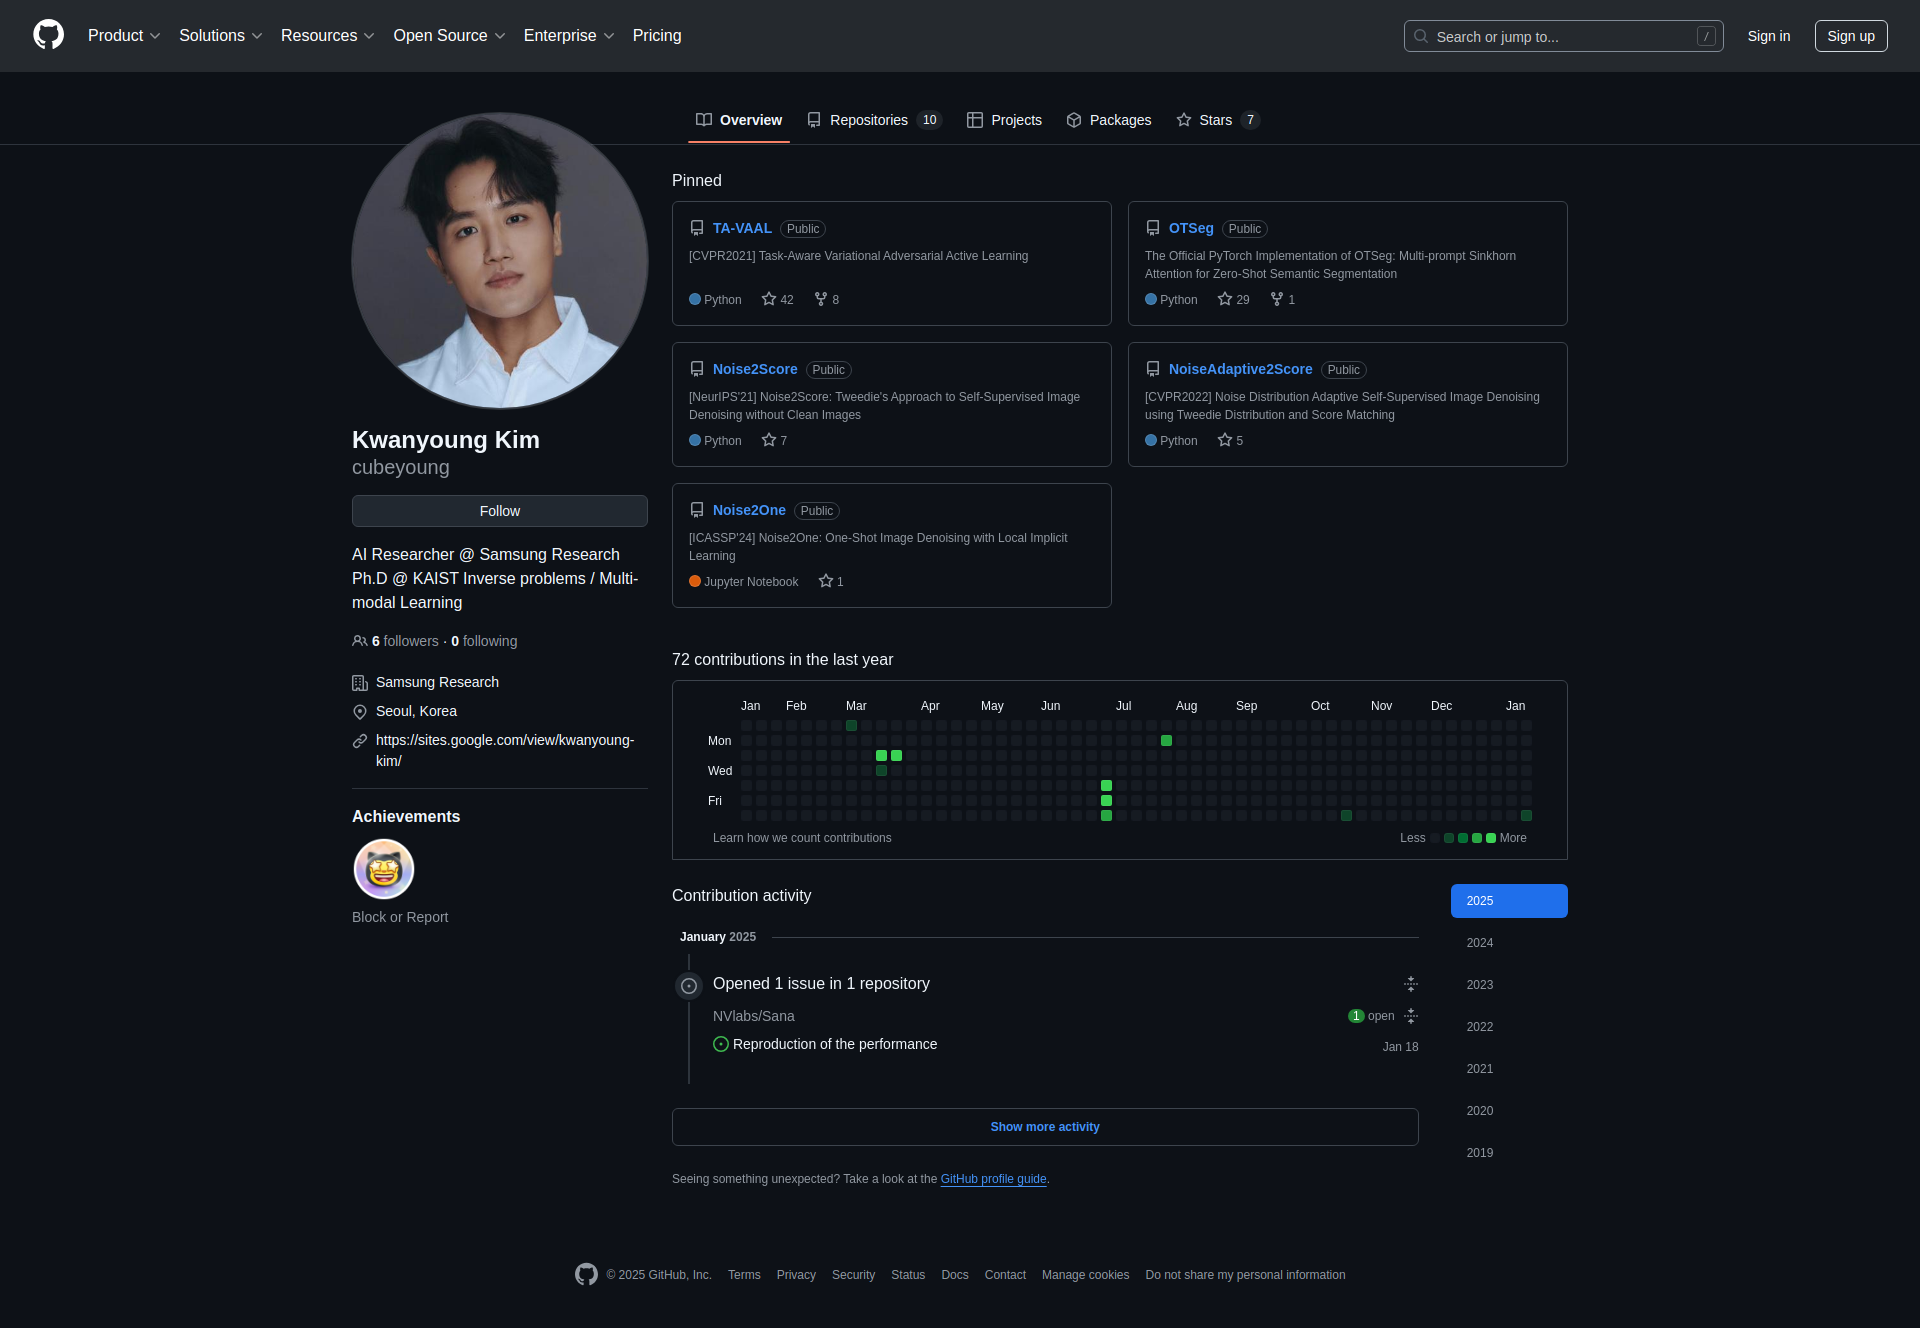 Product
Solutions
Resources
Open Source
Enterprise
Pricing
Search or jump to...
/
Sign in
Sign up
Overview
Repositories 10
Projects
Packages
Stars 7
Kwanyoung Kim
cubeyoung
Follow
AI Researcher @ Samsung Research
Ph.D @ KAIST Inverse problems / Multi-
modal Learning
6 followers · 0 following
Samsung Research
Seoul, Korea
https://sites.google.com/view/kwanyoung-
kim/
Achievements
Block or Report
Pinned
TA-VAAL Public
[CVPR2021] Task-Aware Variational Adversarial Active Learning
Python 42 8
OTSeg Public
The Official PyTorch Implementation of OTSeg: Multi-prompt Sinkhorn
Attention for Zero-Shot Semantic Segmentation
Python 29 1
Noise2Score Public
[NeurIPS'21] Noise2Score: Tweedie's Approach to Self-Supervised Image
Denoising without Clean Images
Python 7
NoiseAdaptive2Score Public
[CVPR2022] Noise Distribution Adaptive Self-Supervised Image Denoising
using Tweedie Distribution and Score Matching
Python 5
Noise2One Public
[ICASSP'24] Noise2One: One-Shot Image Denoising with Local Implicit
Learning
Jupyter Notebook 1
72 contributions in the last year
Jan Feb Mar Apr May Jun Jul Aug Sep Oct Nov Dec Jan
Mon
Wed
Fri
Learn how we count contributions
Less More
Contribution activity
January 2025
Opened 1 issue in 1 repository
NVlabs/Sana 1 open
Reproduction of the performance Jan 18
Show more activity
Seeing something unexpected? Take a look at the GitHub profile guide.
2025
2024
2023
2022
2021
2020
2019
© 2025 GitHub, Inc. Terms Privacy Security Status Docs Contact Manage cookies Do not share my personal information